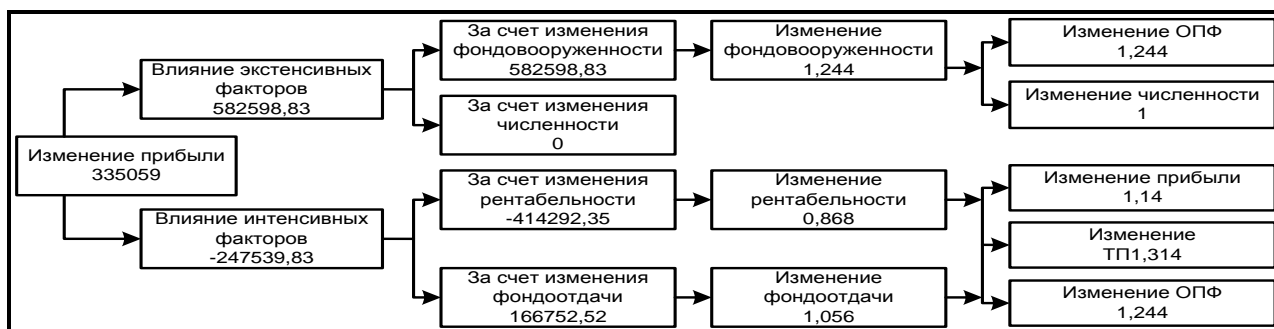 Изменение прибыли
335059
Влияние экстенсивных
факторов
582598,83
Влияние интенсивных
факторов
-247539,83
За счет изменения
фондовооруженности
582598,83
За счет изменения
численности
0
За счет изменения
рентабельности
-414292,35
За счет изменения
фондоотдачи
166752,52
Изменение
фондовооруженности
1,244
Изменение
рентабельности
0,868
Изменение
фондоотдачи
1,056
Изменение ОПФ
1,244
Изменение численности
1
Изменение прибыли
1,14
Изменение
ТП1,314
Изменение ОПФ
1,244